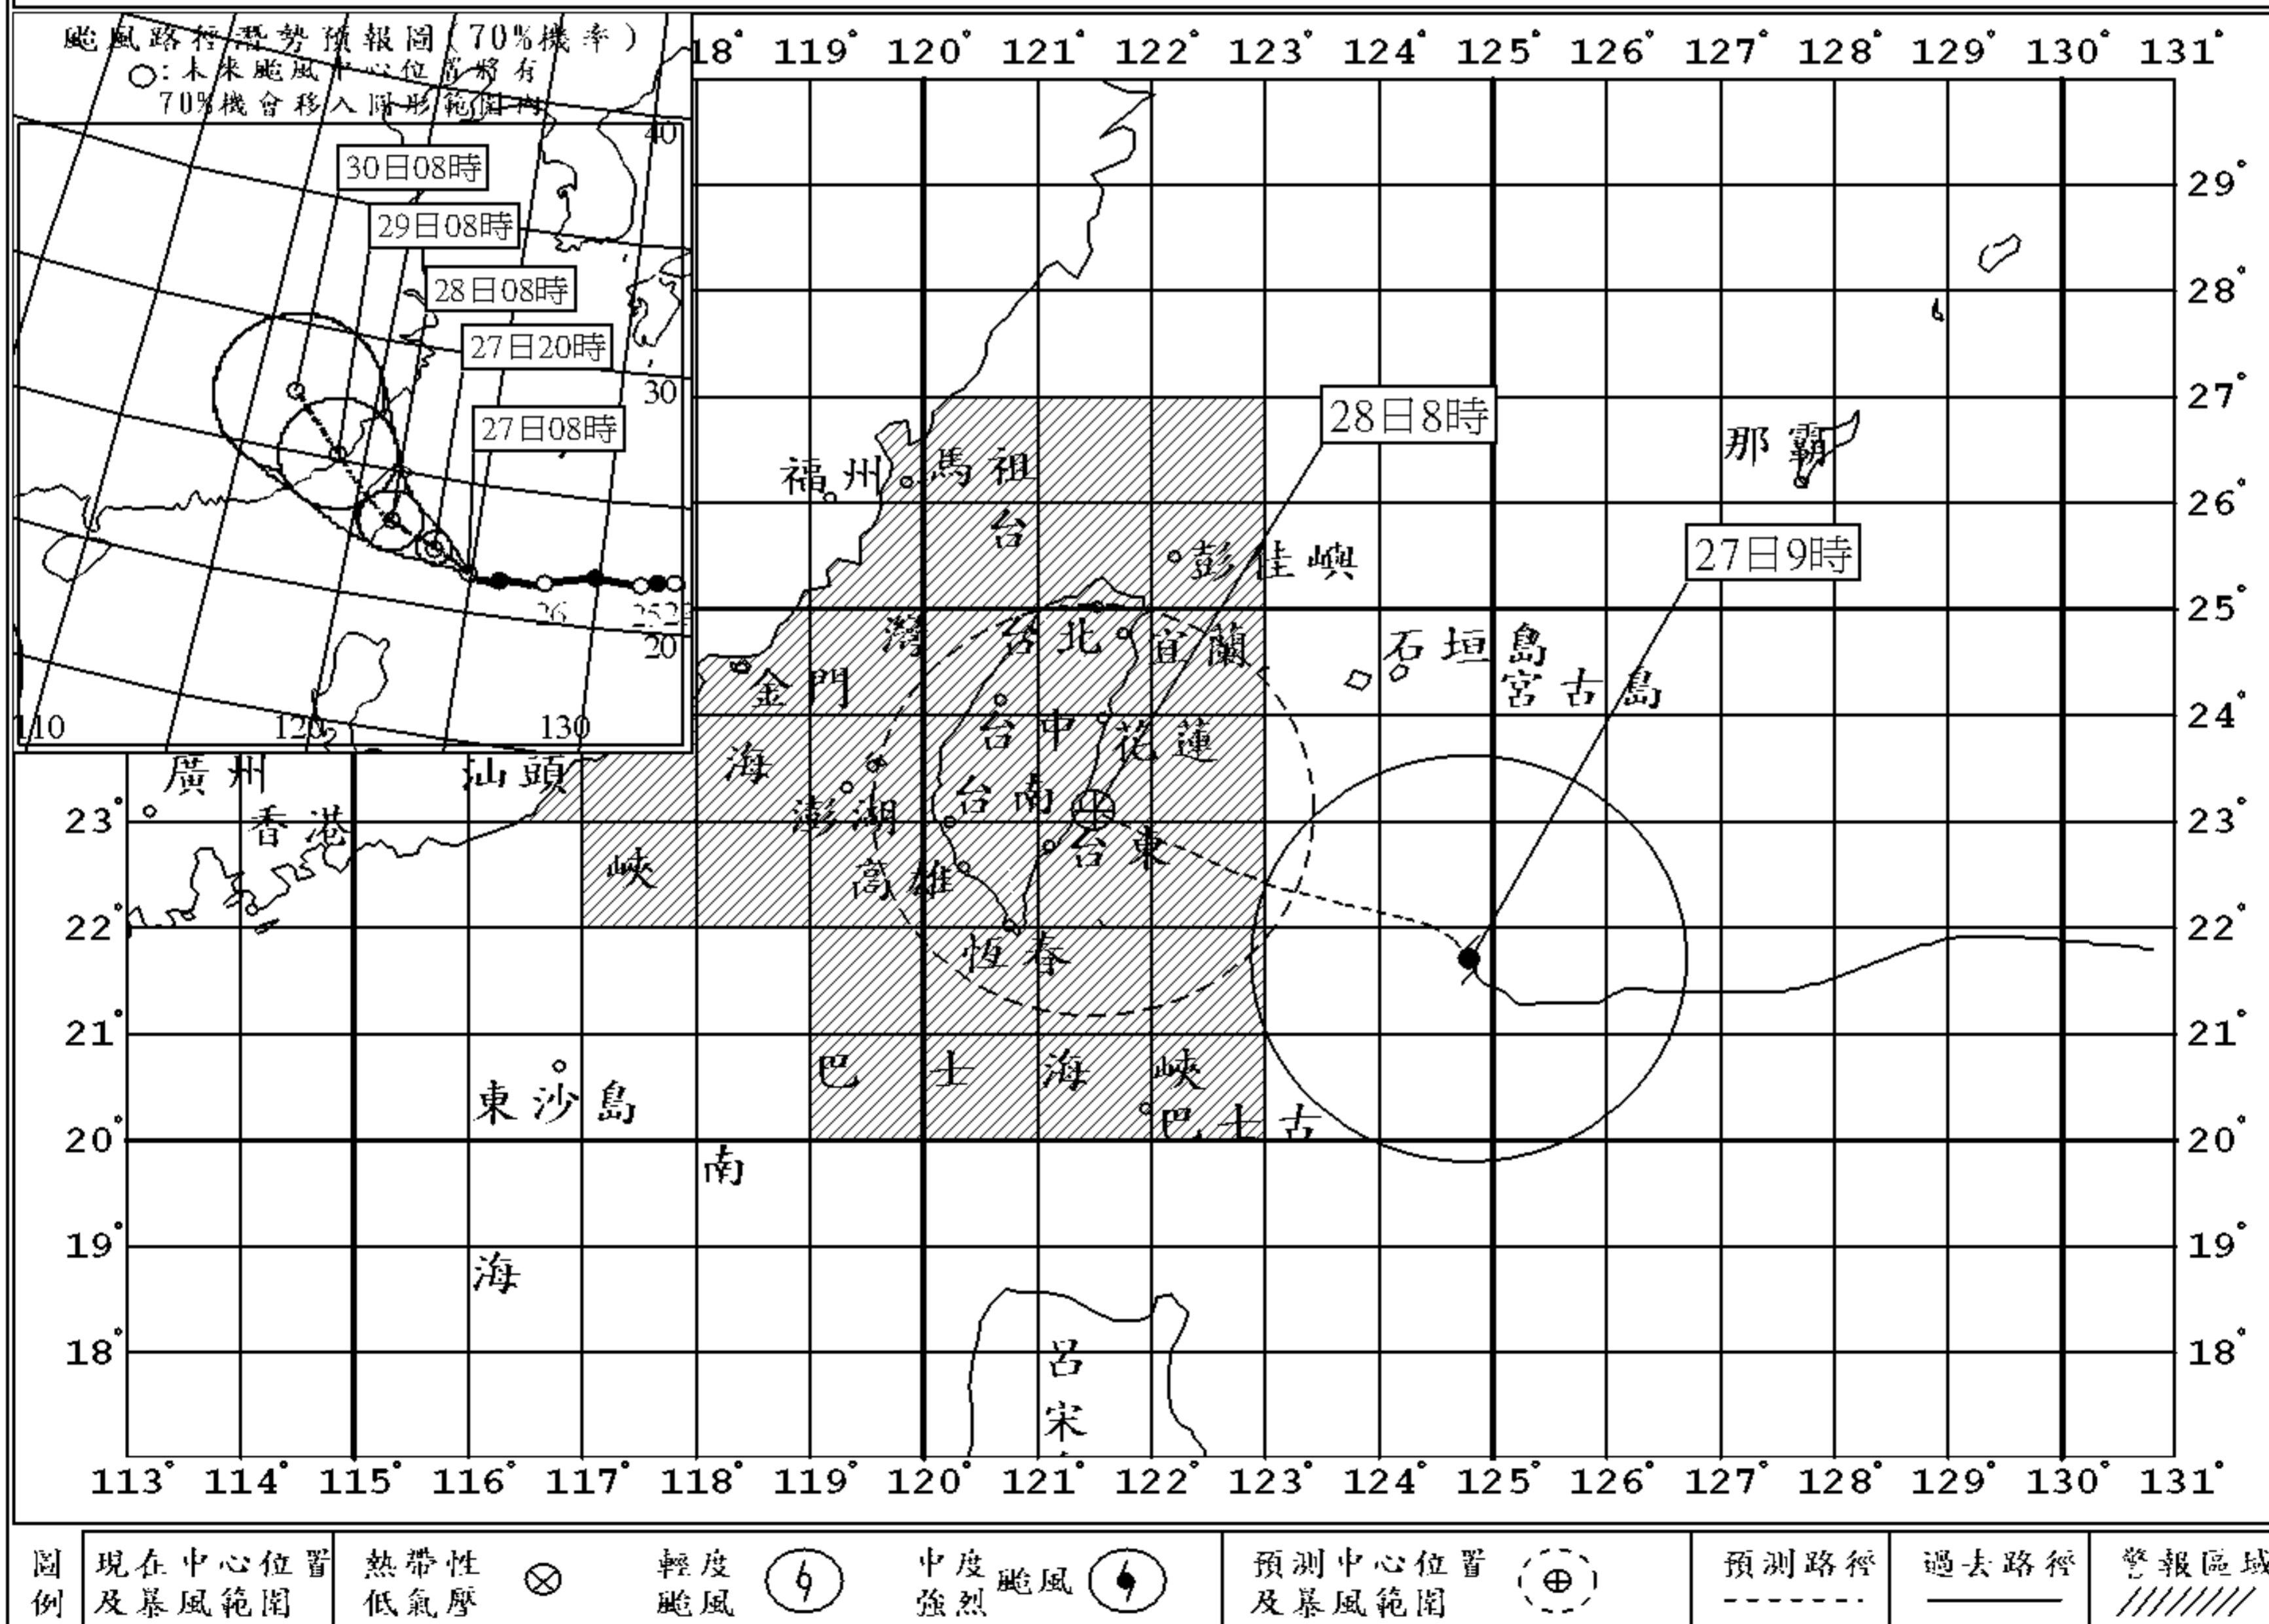 颱風路徑潛勢預報圖(70%機率)
○:未來颱風中心位置將有
70%機會移入圓形範圍內
40
30日08時
29日08時
28日08時
27日20時
30
27日08時
26
25
20
110
120
130
18° 119° 120° 121° 122° 123° 124° 125° 126° 127° 128° 129° 130° 131°
29°
28°
27°
26°
25°
24°
23° 23°
22° 22°
21° 21°
20° 20°
19° 19°
18° 18°
28日8時
27日9時
那霸
福州
馬祖
台
彭佳嶼
灣
台北
宜蘭
石垣島
宮古島
金門
台中
花蓮
海
廣州
汕頭
香港
澎湖
台南
台東
峽
高雄
恆春
巴士海峽
東沙島
巴士古
南
海
呂
宋
113° 114° 115° 116° 117° 118° 119° 120° 121° 122° 123° 124° 125° 126° 127° 128° 129° 130° 131°
圖例
現在中心位置
及暴風範圍
熱帶性
低氣壓
輕度
颱風
中度
強烈
颱風
預測中心位置
及暴風範圍
預測路徑
過去路徑
警報區域